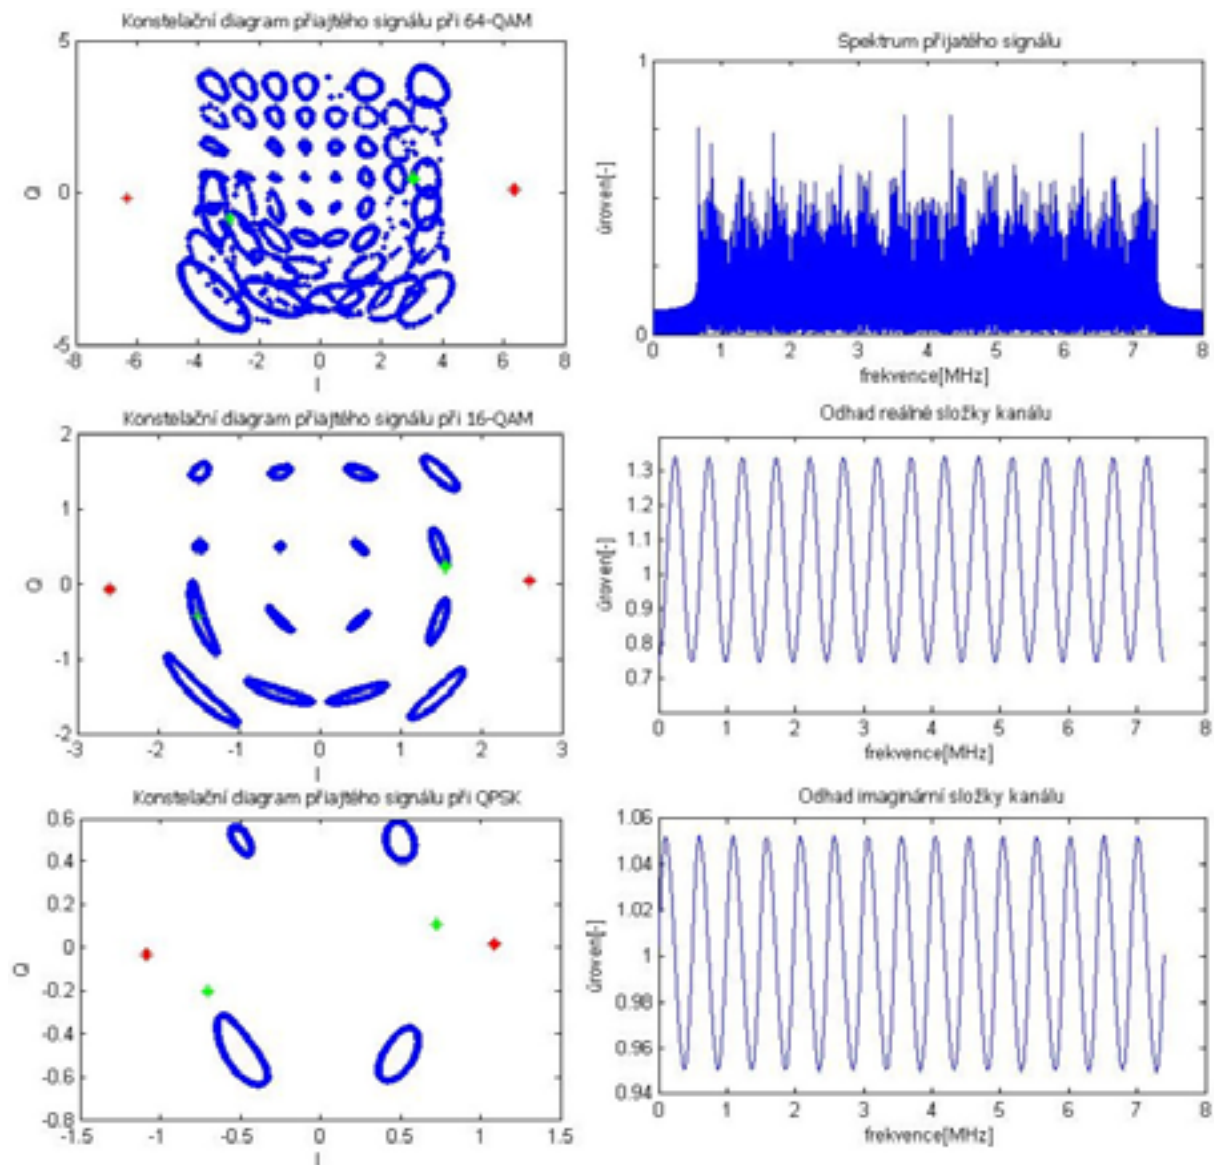 Konstelační diagram přiajtého signálu při 64-QAM
5
0
-5
Q
-8 -6 -4 -2 0 2 4 6 8
I
Spektrum přijatého signálu
1
0
úroven[-]
0 1 2 3 4 5 6 7 8
frekvence[MHz]
Konstelační diagram přiajtého signálu při 16-QAM
2
1
0
-1
-2
Q
-3 -2 -1 0 1 2 3
I
Odhad reálné složky kanálu
1.3
1.2
1.1
1
0.9
0.8
0.7
úroven[-]
0 1 2 3 4 5 6 7 8
frekvence[MHz]
Konstelační diagram přiajtého signálu při QPSK
0.6
0.4
0.2
0
-0.2
-0.4
-0.6
-0.8
Q
-1.5 -1 -0.5 0 0.5 1 1.5
I
Odhad imaginární složky kanálu
1.06
1.04
1.02
1
0.98
0.96
0.94
úroven[-]
0 1 2 3 4 5 6 7 8
frekvence[MHz]